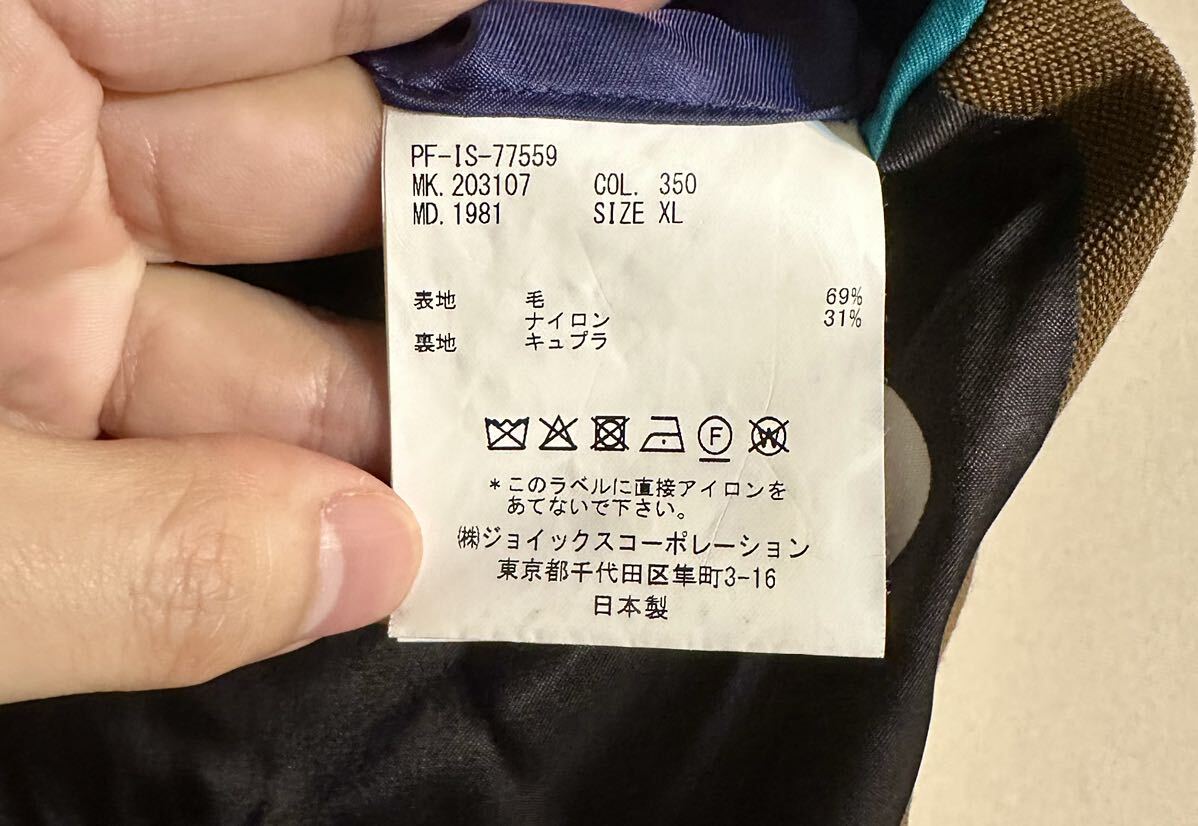 PF-IS-77559
MK.203107 COL. 350
MD.1981 SIZE XL
表地 毛 69%
ナイロン 31%
裏地 キュプラ
F W
*このラベルに直接アイロンを
あてないで下さい。
㈱ジョイックスコーポレーション
東京都千代田区隼町3-16
日本製